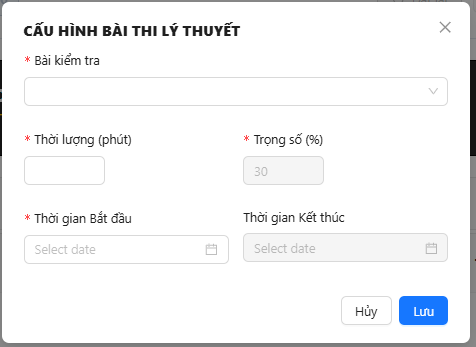 CẤU HÌNH BÀI THI LÝ THUYẾT
* Bài kiểm tra
* Thời lượng (phút)
* Trọng số (%)
30
* Thời gian Bắt đầu
Thời gian Kết thúc
Select date
Select date
Hủy
Lưu